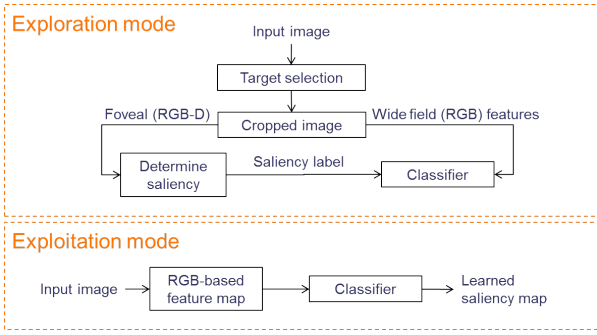 Exploration mode
Input image
Target selection
Foveal (RGB-D)
Cropped image
Wide field (RGB) features
Determine
saliency
Saliency label
Classifier
Exploitation mode
Input image
RGB-based
feature map
Classifier
Learned
saliency map